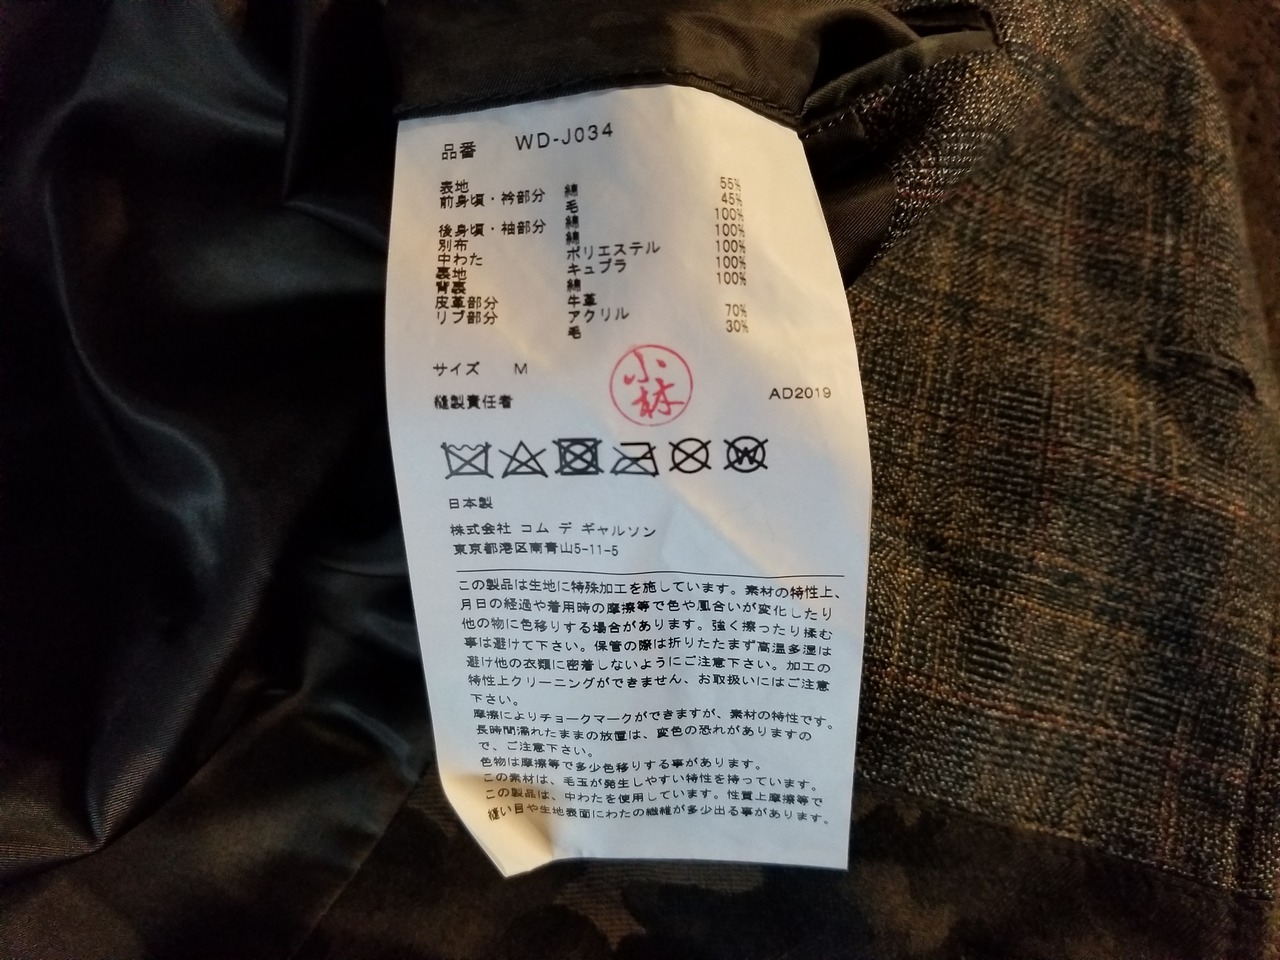 品番 WD-J034
表地
前身頃・衿部分 綿 55%
毛 45%
綿 100%
後身頃・袖部分 綿 100%
別布 ポリエステル 100%
中わた キュプラ 100%
裏地 綿 100%
背裏
皮革部分 牛革
リブ部分 アクリル 70%
毛 30%
サイズ M
小林
縫製責任者 AD2019
日本製
株式会社 コム デ ギャルソン
東京都港区南青山5-11-5
この製品は生地に特殊加工を施しています。素材の特性上、
月日の経過や着用時の摩擦等で色や風合いが変化したり
他の物に色移りする場合があります。強く擦ったり揉む
事は避けて下さい。保管の際は折りたたまず高温多湿は
避け他の衣類に密着しないようにご注意下さい。加工の
特性上クリーニングができません、お取扱いにはご注意
下さい。
摩擦によりチョークマークができますが、素材の特性です。
長時間濡れたままの放置は、変色の恐れがありますの
で、ご注意下さい。
色物は摩擦等で多少色移りする事があります。
この素材は、毛玉が発生しやすい特性を持っています。
この製品は、中わたを使用しています。性質上摩擦等で
縫い目や生地表面にわたの繊維が多少出る事があります。